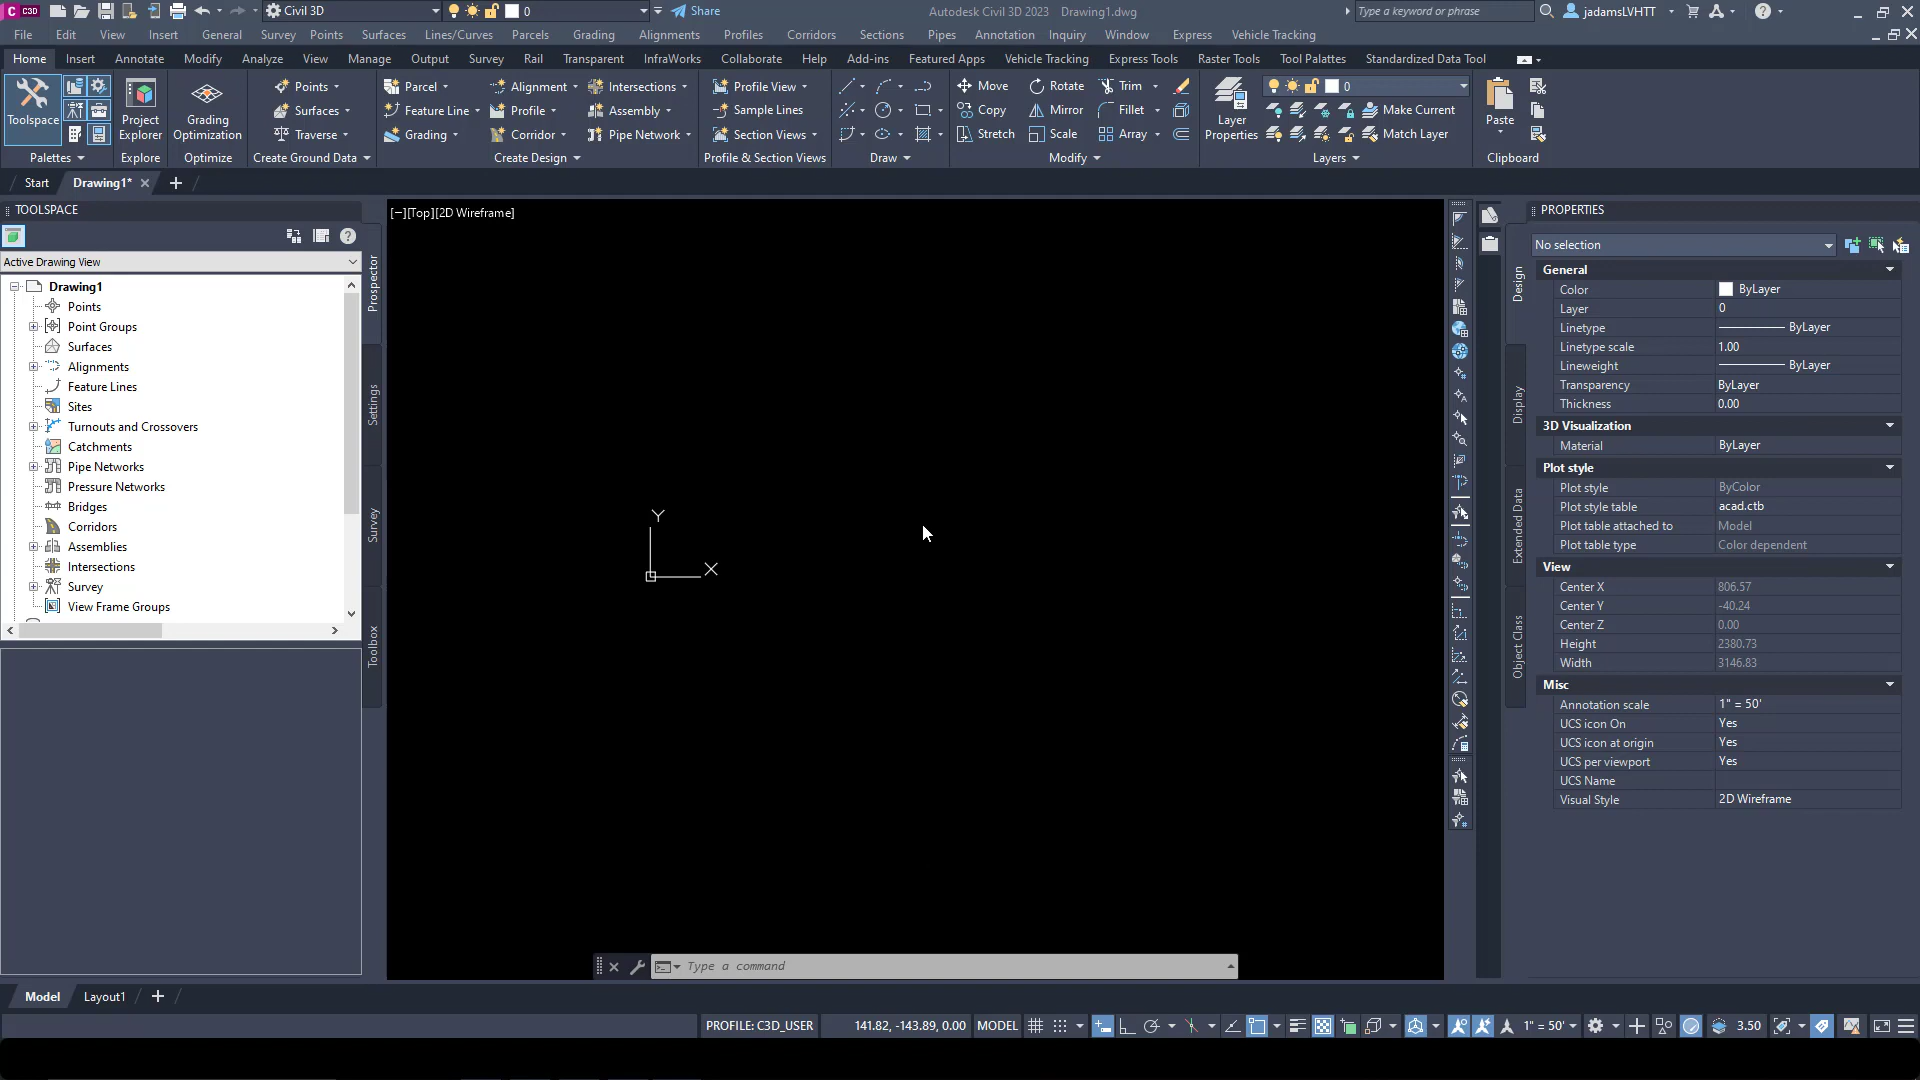 C C3D Civil 3D 0 Share Autodesk Civil 3D 2023 Drawing1.dwg Type a keyword or phrase jadamsLVHTT
File Edit View Insert General Survey Points Surfaces Lines/Curves Parcels Grading Alignments Profiles Corridors Sections Pipes Annotation Inquiry Window Express Vehicle Tracking
Home Insert Annotate Modify Analyze View Manage Output Survey Rail Transparent InfraWorks Collaborate Help Add-ins Featured Apps Vehicle Tracking Express Tools Raster Tools Tool Palettes Standardized Data Tool
Points Parcel Alignment Intersections Profile View Move Rotate Trim 0
Surfaces Feature Line Profile Assembly Sample Lines Copy Mirror Fillet Make Current
Traverse Grading Corridor Pipe Network Section Views Stretch Scale Array Match Layer
Toolspace Project Explorer Grading Optimization Layer Properties Paste
Palettes Explore Optimize Create Ground Data Create Design Profile & Section Views Draw Modify Layers Clipboard
Start Drawing1* +
TOOLSPACE
Active Drawing View
Drawing1
Points
Point Groups
Surfaces
Alignments
Feature Lines
Sites
Turnouts and Crossovers
Catchments
Pipe Networks
Pressure Networks
Bridges
Corridors
Assemblies
Intersections
Survey
View Frame Groups
Prospector
Settings
Survey
Toolbox
[−][Top][2D Wireframe]
Y
X
Type a command
PROPERTIES
No selection
Design
Display
Extended Data
Object Class
General
Color ByLayer
Layer 0
Linetype ByLayer
Linetype scale 1.00
Lineweight ByLayer
Transparency ByLayer
Thickness 0.00
3D Visualization
Material ByLayer
Plot style
Plot style ByColor
Plot style table acad.ctb
Plot table attached to Model
Plot table type Color dependent
View
Center X 806.57
Center Y -40.24
Center Z 0.00
Height 2380.73
Width 3146.83
Misc
Annotation scale 1" = 50'
UCS icon On Yes
UCS icon at origin Yes
UCS per viewport Yes
UCS Name
Visual Style 2D Wireframe
Model Layout1 +
PROFILE: C3D_USER 141.82, -143.89, 0.00 MODEL 1" = 50' 3.50